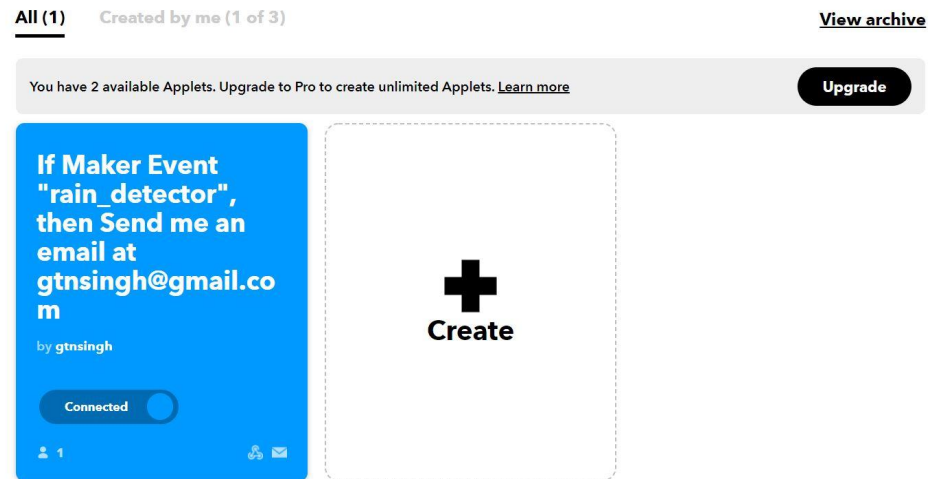 All (1) Created by me (1 of 3) View archive
You have 2 available Applets. Upgrade to Pro to create unlimited Applets. Learn more Upgrade
If Maker Event
"rain_detector",
then Send me an
email at
gtnsingh@gmail.co
m
by gtnsingh
Connected
1
Create